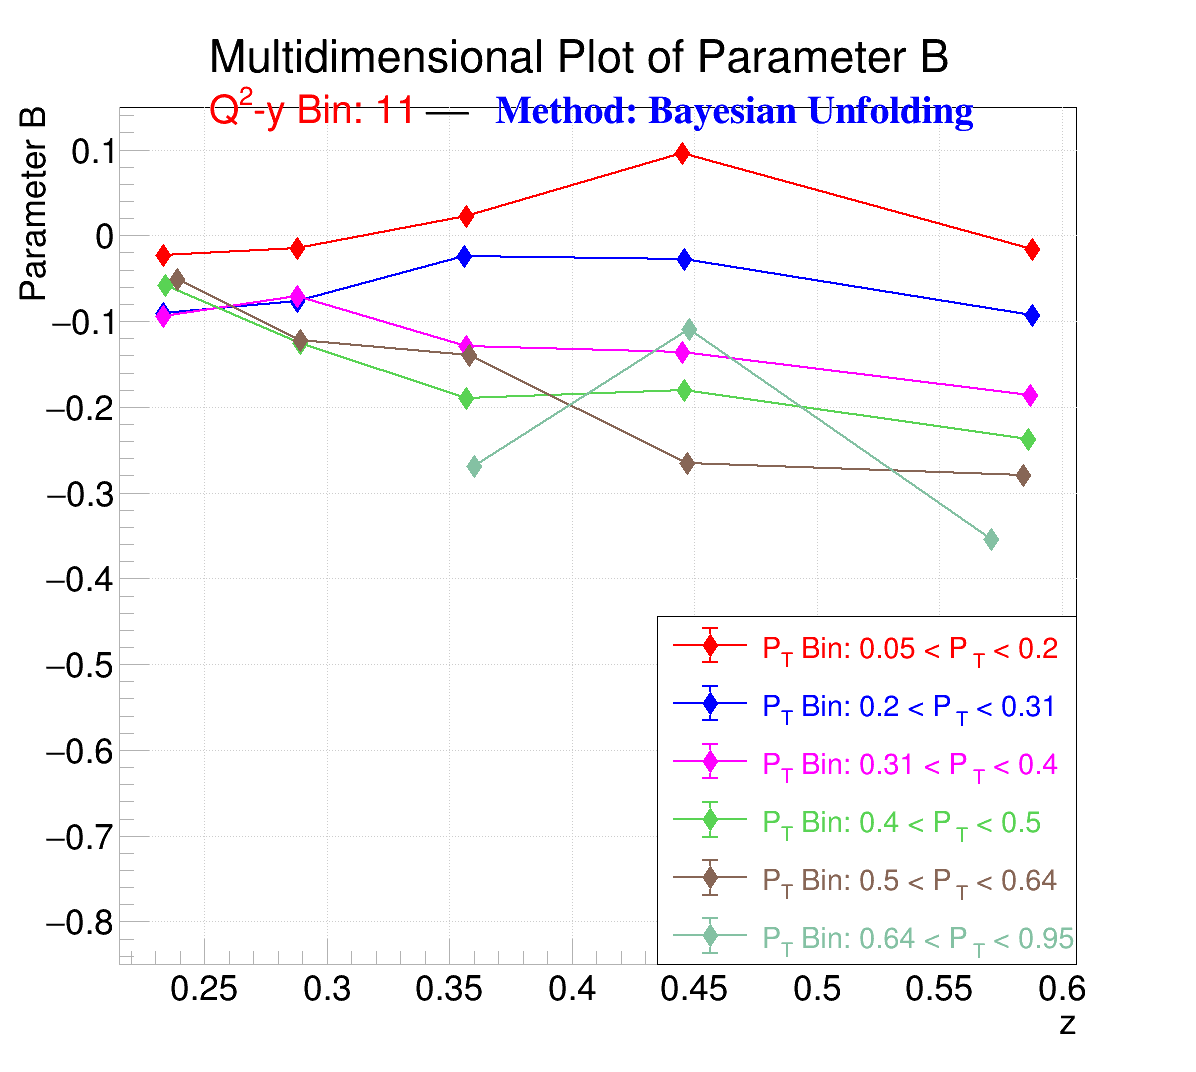 Multidimensional Plot of Parameter B
Q²-y Bin: 11 — Method: Bayesian Unfolding
Parameter B
0.1
0
−0.1
−0.2
−0.3
−0.4
−0.5
−0.6
−0.7
−0.8
P_T Bin: 0.05 < P_T < 0.2
P_T Bin: 0.2 < P_T < 0.31
P_T Bin: 0.31 < P_T < 0.4
P_T Bin: 0.4 < P_T < 0.5
P_T Bin: 0.5 < P_T < 0.64
P_T Bin: 0.64 < P_T < 0.95
0.25 0.3 0.35 0.4 0.45 0.5 0.55 0.6
z